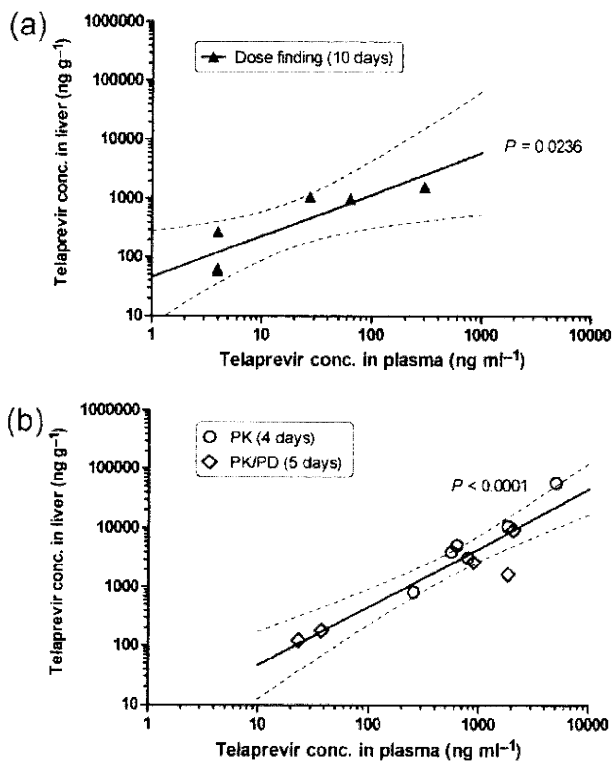 (a)
Telaprevir conc. in liver (ng g⁻¹)
1000000
100000
10000
1000
100
10
▲ Dose finding (10 days)
P = 0.0236
1 10 100 1000 10000
Telaprevir conc. in plasma (ng ml⁻¹)
(b)
Telaprevir conc. in liver (ng g⁻¹)
1000000
100000
10000
1000
100
10
○ PK (4 days)
◇ PK/PD (5 days)
P < 0.0001
1 10 100 1000 10000
Telaprevir conc. in plasma (ng ml⁻¹)